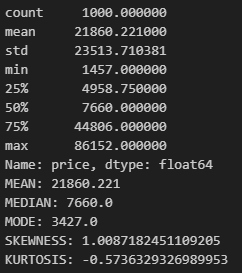 count     1000.000000
mean     21860.221000
std      23513.710381
min       1457.000000
25%       4958.750000
50%       7660.000000
75%      44806.000000
max      86152.000000
Name: price, dtype: float64
MEAN: 21860.221
MEDIAN: 7660.0
MODE: 3427.0
SKEWNESS: 1.0087182451109205
KURTOSIS: -0.5736329326989953